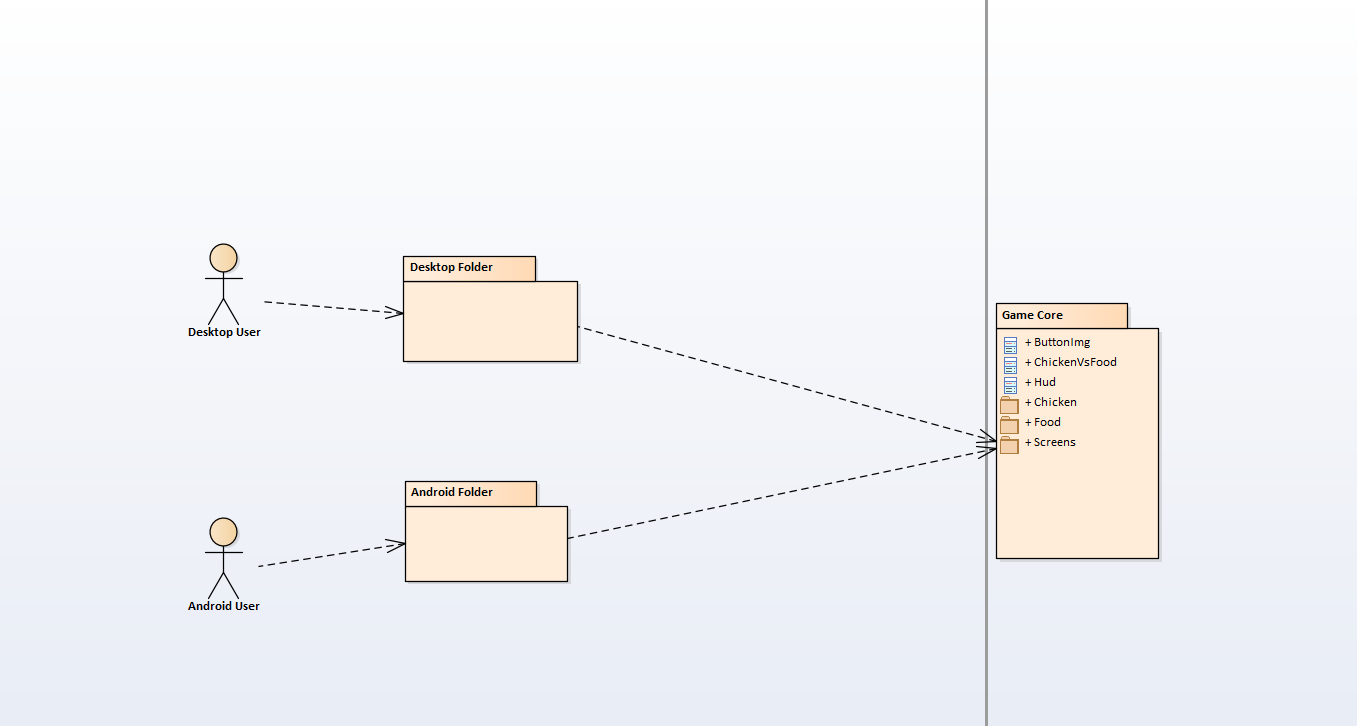 Desktop User
Desktop Folder
Android User
Android Folder
Game Core
+ ButtonImg
+ ChickenVsFood
+ Hud
+ Chicken
+ Food
+ Screens